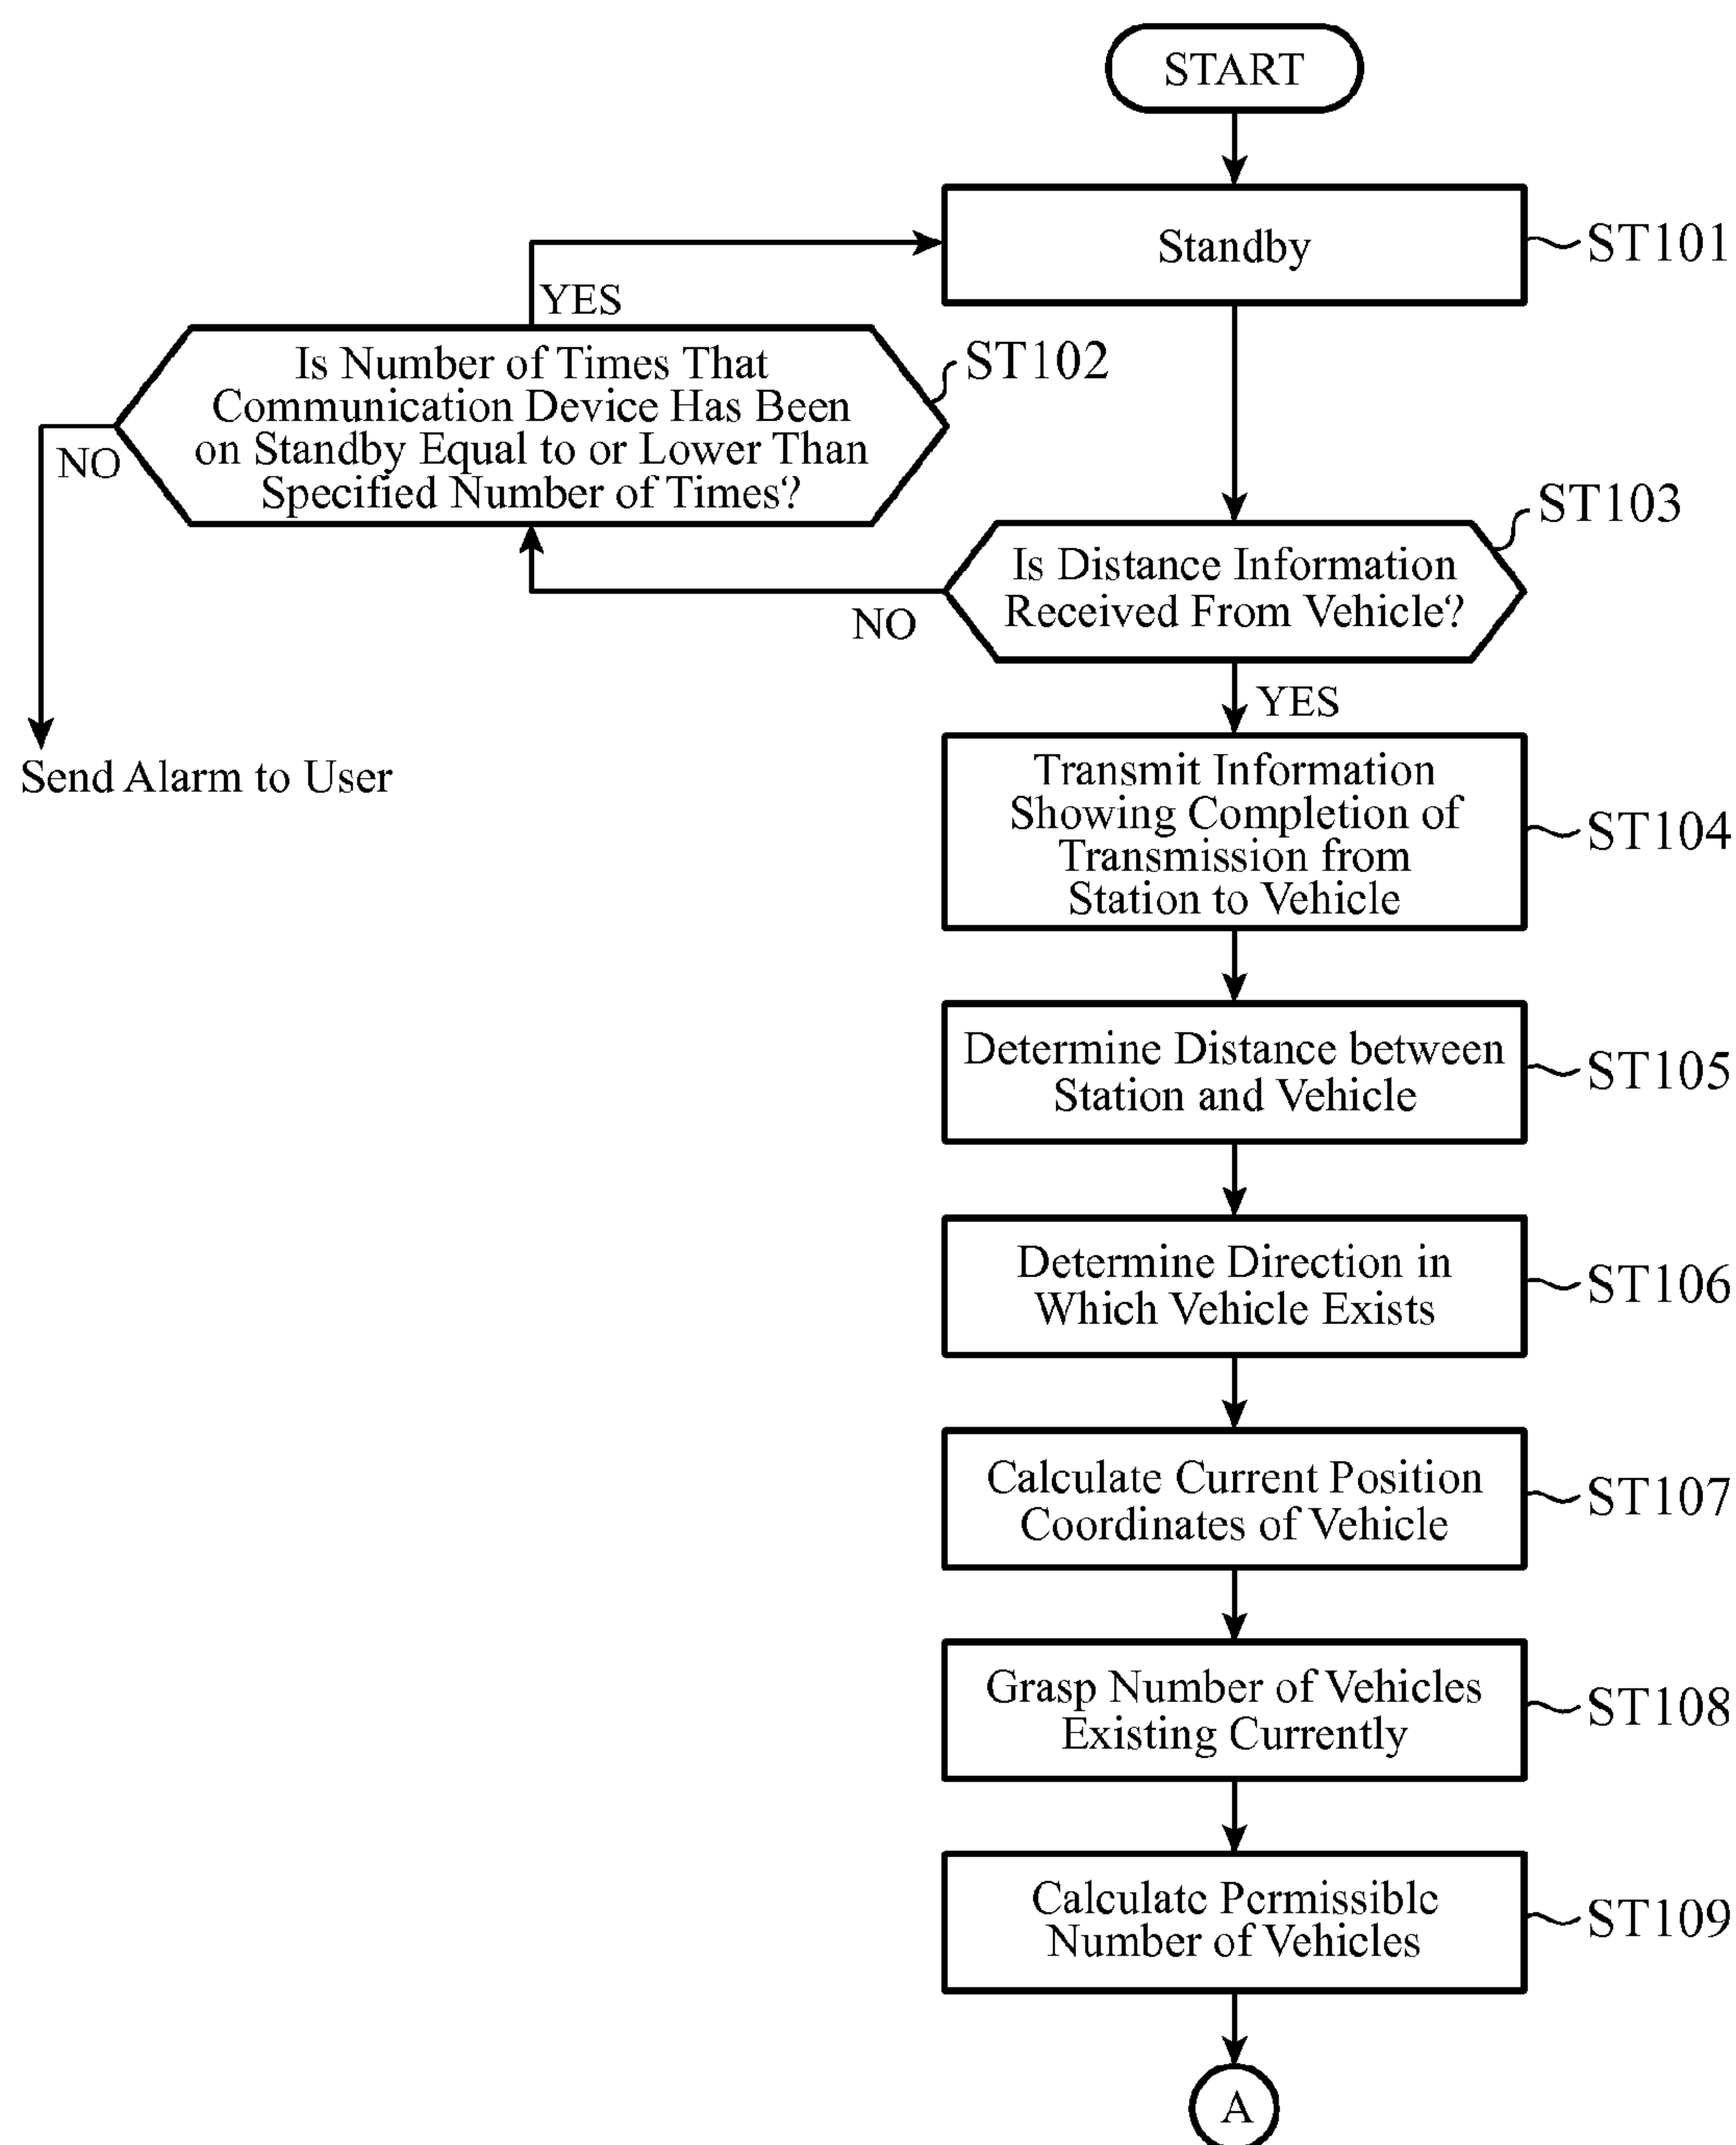 START
Standby
ST101
YES
Is Number of Times That
Communication Device Has Been
on Standby Equal to or Lower Than
Specified Number of Times?
ST102
NO
ST103
Is Distance Information
Received From Vehicle?
NO
YES
Send Alarm to User
Transmit Information
Showing Completion of
Transmission from
Station to Vehicle
ST104
Determine Distance between
Station and Vehicle
ST105
Determine Direction in
Which Vehicle Exists
ST106
Calculate Current Position
Coordinates of Vehicle
ST107
Grasp Number of Vehicles
Existing Currently
ST108
Calculate Permissible
Number of Vehicles
ST109
A